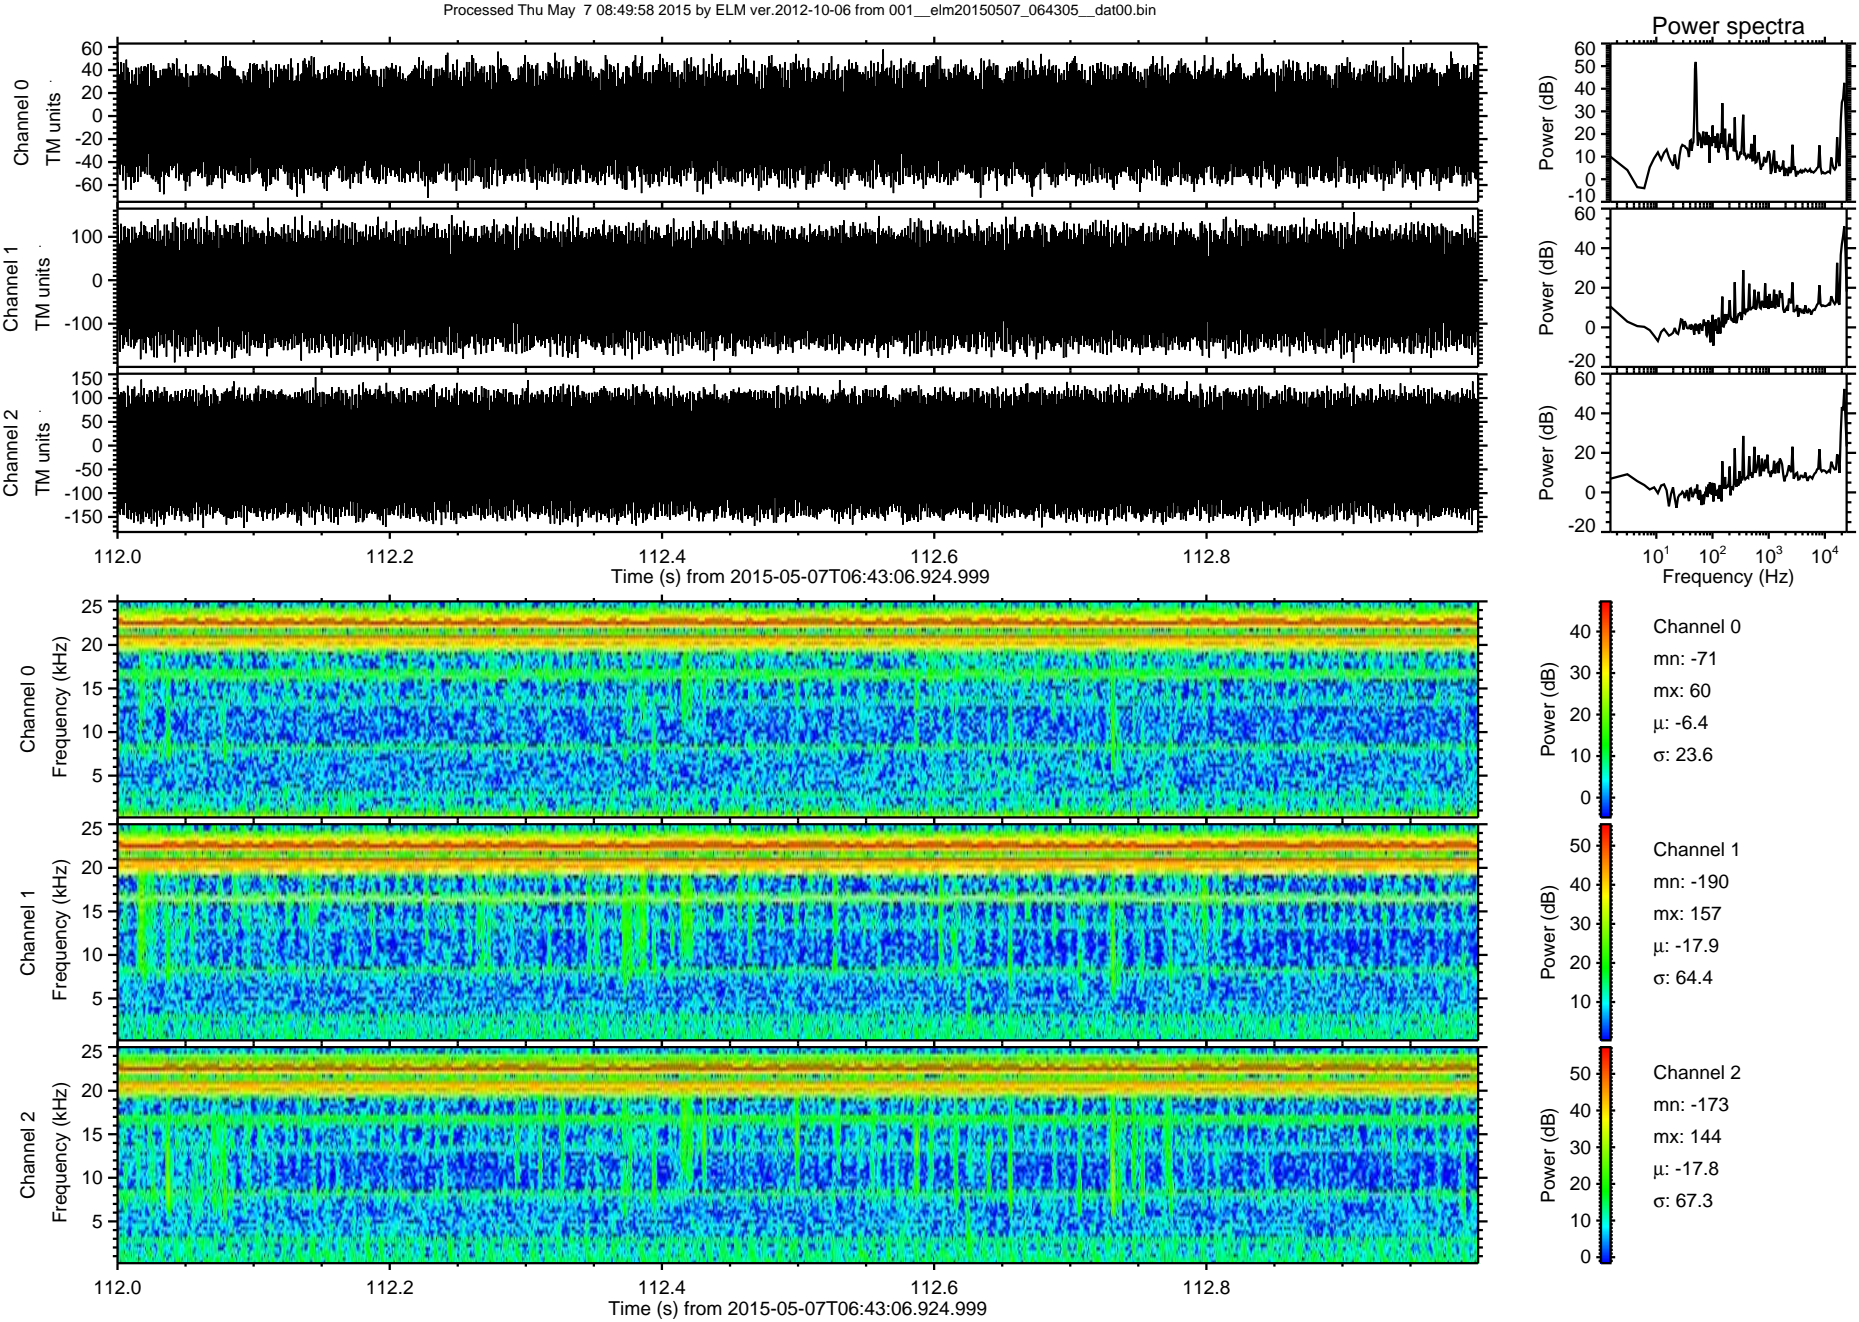 Processed Thu May  7 08:49:58 2015 by ELM ver.2012-10-06 from 001__elm20150507_064305__dat00.bin
Power spectra
Channel 0
TM units
60
40
20
0
-20
-40
-60
Power (dB)
60
50
40
30
20
10
0
-10
Channel 1
TM units
100
0
-100
Power (dB)
60
40
20
0
-20
Channel 2
TM units
150
100
50
0
-50
-100
-150
Power (dB)
60
40
20
0
-20
112.0
112.2
112.4
112.6
112.8
Time (s) from 2015-05-07T06:43:06.924.999
10^1
10^2
10^3
10^4
Frequency (Hz)
Channel 0
Frequency (kHz)
25
20
15
10
5
Power (dB)
40
30
20
10
0
Channel 0
mn: -71
mx: 60
μ: -6.4
σ: 23.6
Channel 1
Frequency (kHz)
25
20
15
10
5
Power (dB)
50
40
30
20
10
Channel 1
mn: -190
mx: 157
μ: -17.9
σ: 64.4
Channel 2
Frequency (kHz)
25
20
15
10
5
Power (dB)
50
40
30
20
10
0
Channel 2
mn: -173
mx: 144
μ: -17.8
σ: 67.3
112.0
112.2
112.4
112.6
112.8
Time (s) from 2015-05-07T06:43:06.924.999